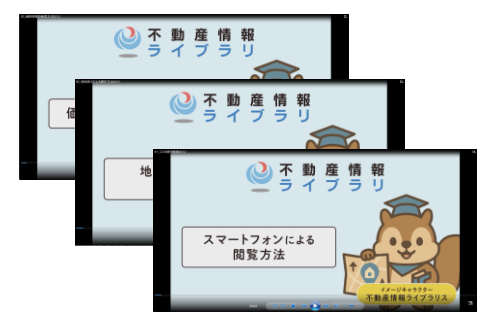 不動産情報
ライブラリ
価
不動産情報
ライブラリ
地
不動産情報
ライブラリ
スマートフォンによる
閲覧方法
イメージキャラクター
不動産情報ライブラリス